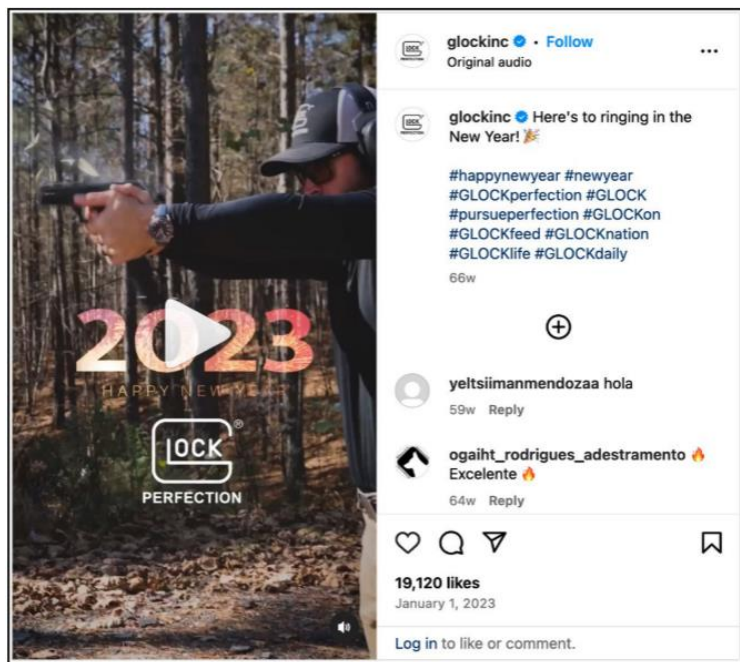 2023
HAPPY NEW YEAR
GLOCK®
PERFECTION
glockinc • Follow
Original audio
glockinc Here's to ringing in the
New Year! 🎉
#happynewyear #newyear
#GLOCKperfection #GLOCK
#pursueperfection #GLOCKon
#GLOCKfeed #GLOCKnation
#GLOCKlife #GLOCKdaily
66w
yeltsiimanmendozaa hola
59w Reply
ogaiht_rodrigues_adestramento 🔥
Excelente 🔥
64w Reply
19,120 likes
January 1, 2023
Log in to like or comment.